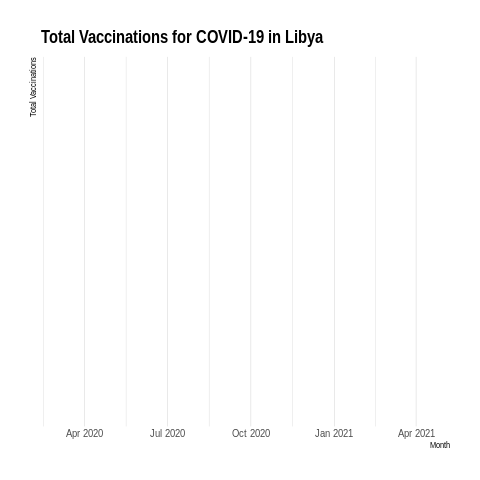 Total Vaccinations for COVID-19 in Libya
Total Vaccinations
Apr 2020 Jul 2020 Oct 2020 Jan 2021 Apr 2021
Month